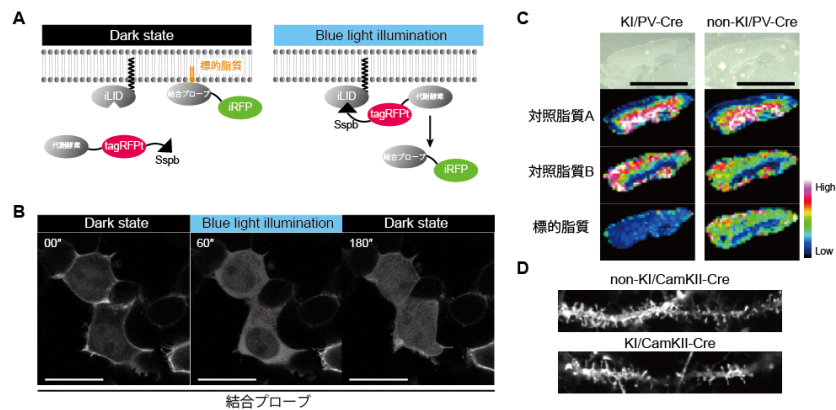 A
Dark state
Blue light illumination
標的脂質
iLID
結合プローブ
iRFP
代謝酵素
tagRFPt
Sspb
iLID
代謝酵素
Sspb
tagRFPt
結合プローブ
iRFP
B
Dark state
Blue light illumination
Dark state
00"
60"
180"
結合プローブ
C
KI/PV-Cre
non-KI/PV-Cre
対照脂質A
対照脂質B
標的脂質
High
Low
D
non-KI/CamKII-Cre
KI/CamKII-Cre